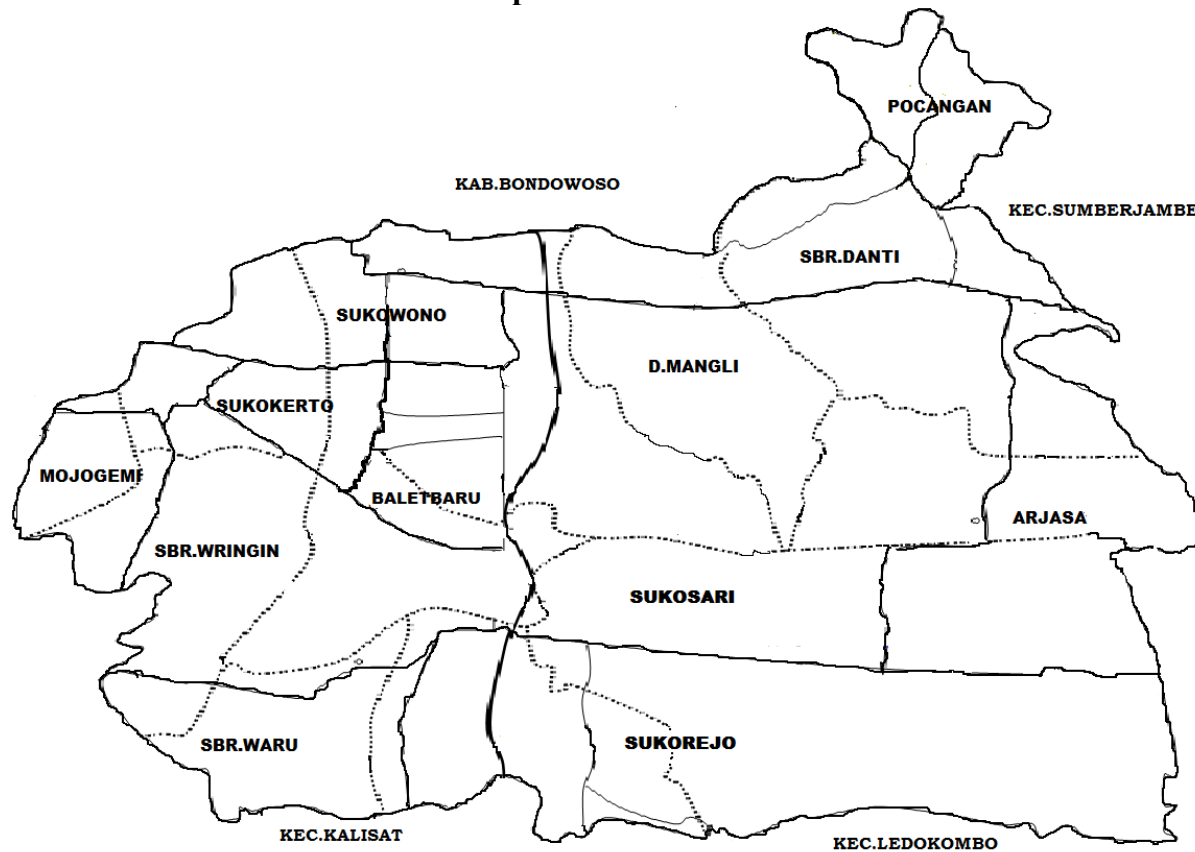 POCANGAN
KAB.BONDOWOSO
KEC.SUMBERJAMBE
SBR.DANTI
SUKOWONO
D.MANGLI
SUKOKERTO
MOJOGEMI
BALETBARU
ARJASA
SBR.WRINGIN
SUKOSARI
SBR.WARU
SUKOREJO
KEC.KALISAT
KEC.LEDOKOMBO